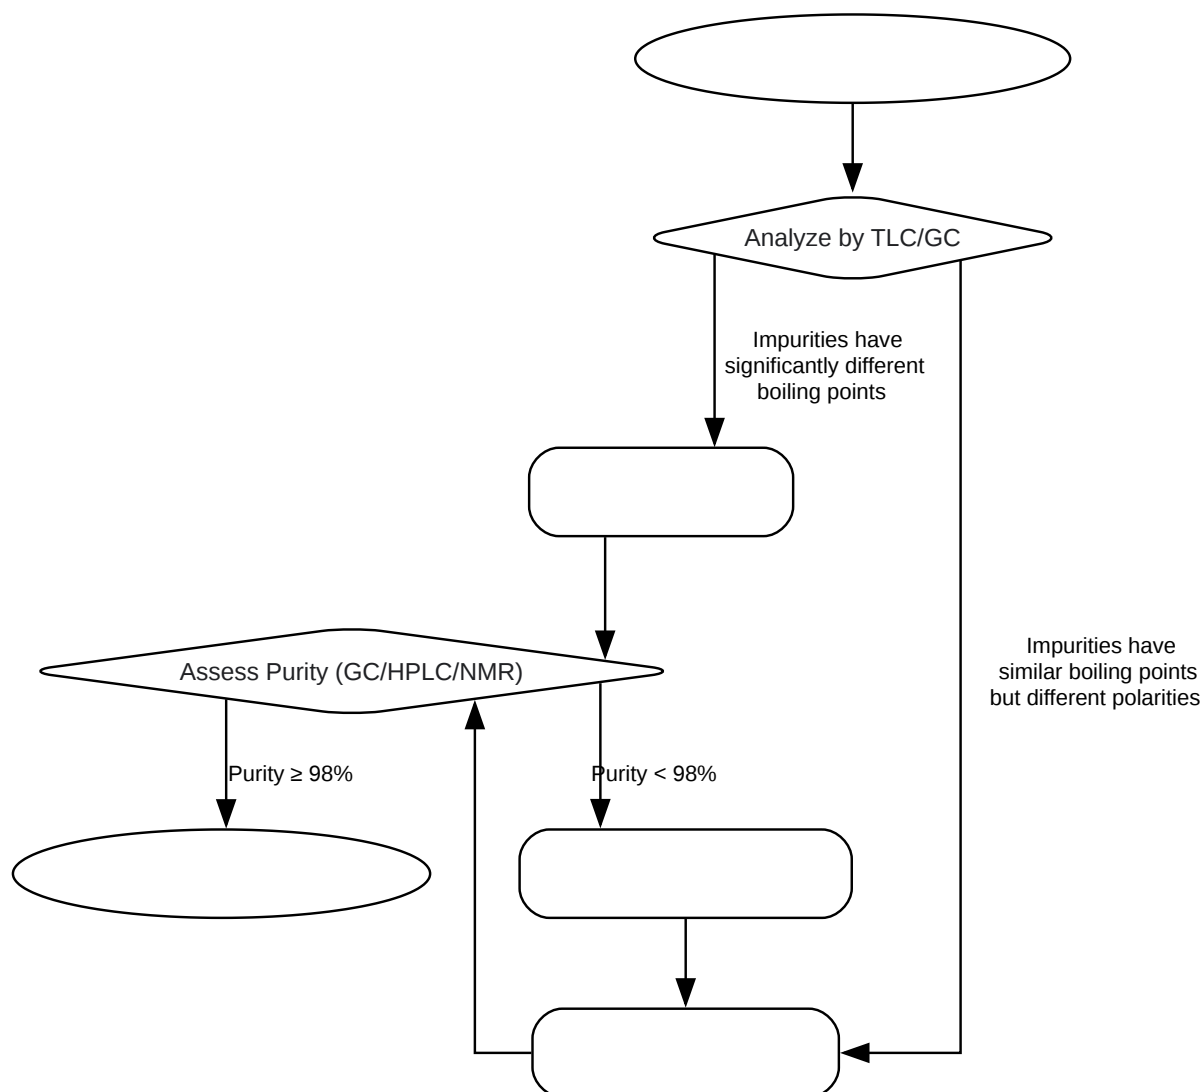 Analyze by TLC/GC
Impurities have
significantly different
boiling points
Impurities have
similar boiling points
but different polarities
Assess Purity (GC/HPLC/NMR)
Purity ≥ 98%
Purity < 98%